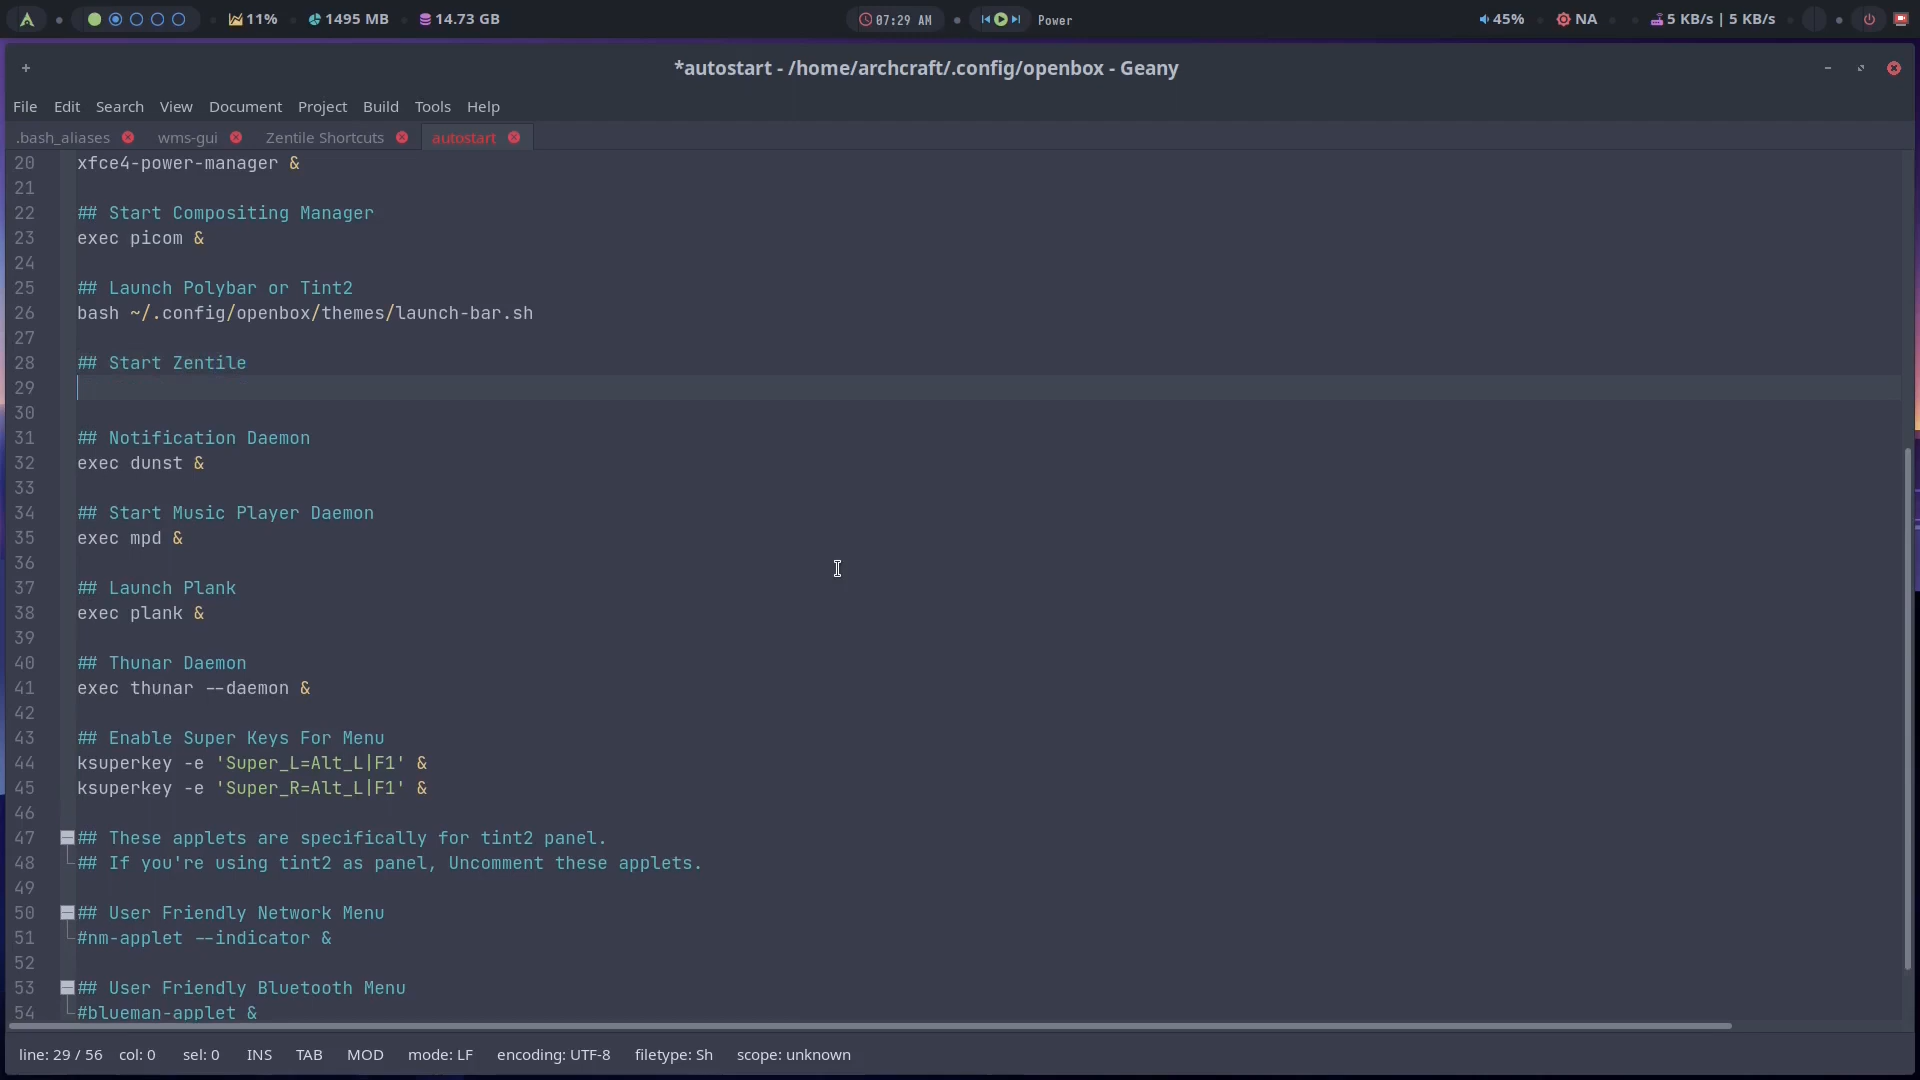 11% 1495 MB 14.73 GB 07:29 AM Power 45% NA 5 KB/s | 5 KB/s
*autostart - /home/archcraft/.config/openbox - Geany
File Edit Search View Document Project Build Tools Help
.bash_aliases wms-gui Zentile Shortcuts autostart
20 xfce4-power-manager &
21
22 ## Start Compositing Manager
23 exec picom &
24
25 ## Launch Polybar or Tint2
26 bash ~/.config/openbox/themes/launch-bar.sh
27
28 ## Start Zentile
29
30
31 ## Notification Daemon
32 exec dunst &
33
34 ## Start Music Player Daemon
35 exec mpd &
36
37 ## Launch Plank
38 exec plank &
39
40 ## Thunar Daemon
41 exec thunar --daemon &
42
43 ## Enable Super Keys For Menu
44 ksuperkey -e 'Super_L=Alt_L|F1' &
45 ksuperkey -e 'Super_R=Alt_L|F1' &
46
47 ## These applets are specifically for tint2 panel.
48 ## If you're using tint2 as panel, Uncomment these applets.
49
50 ## User Friendly Network Menu
51 #nm-applet --indicator &
52
53 ## User Friendly Bluetooth Menu
54 #blueman-applet &
line: 29 / 56 col: 0 sel: 0 INS TAB MOD mode: LF encoding: UTF-8 filetype: Sh scope: unknown